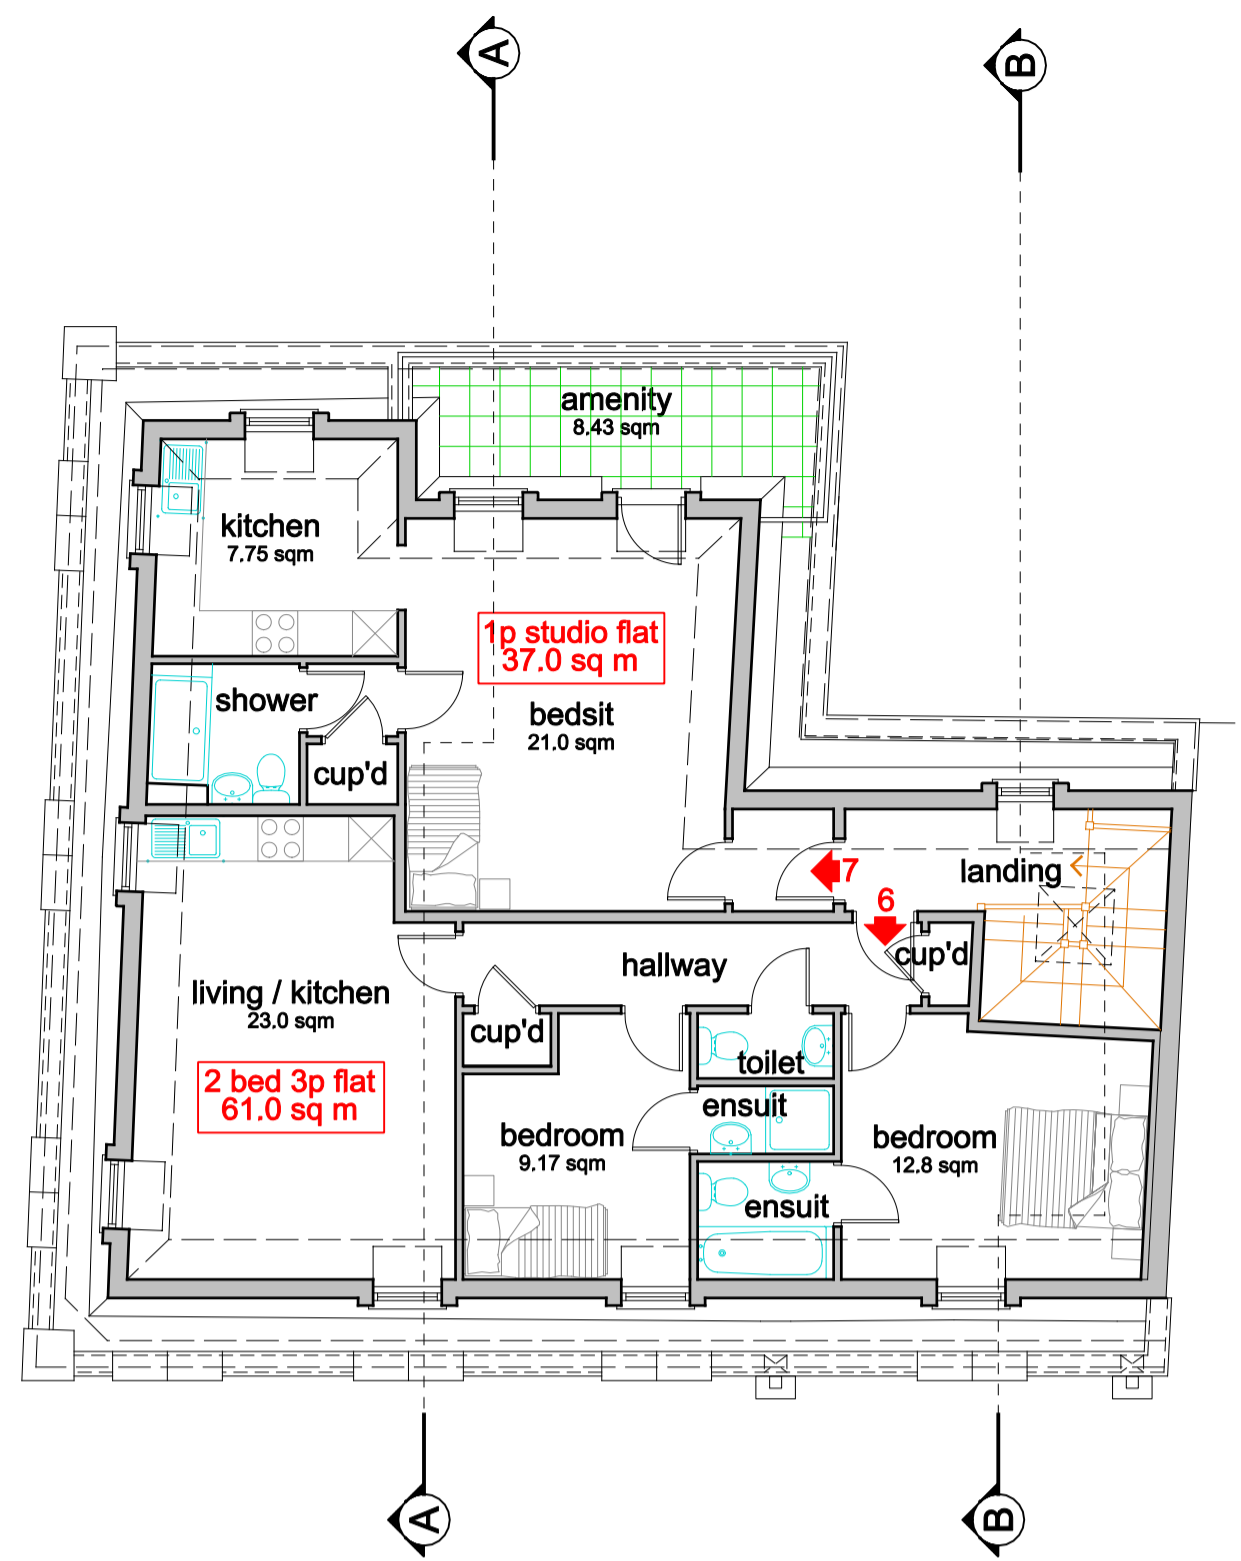 A
B
amenity
8.43 sqm
kitchen
7.75 sqm
1p studio flat
37.0 sq m
shower
bedsit
21.0 sqm
cup'd
landing
7
6
cup'd
hallway
living / kitchen
23.0 sqm
cup'd
toilet
2 bed 3p flat
61.0 sq m
ensuit
bedroom
9.17 sqm
bedroom
12.8 sqm
ensuit
A
B